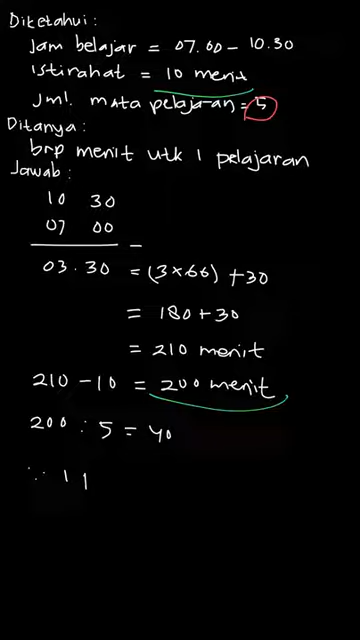 Diketahui:
Jam belajar = 07.00 - 10.30
Istirahat = 10 menit
Jml. mata pelajaran = 5
Ditanya:
brp menit utk 1 pelajaran
Jawab:
10 30
07 00
—
03.30 = (3×60) + 30
= 180 + 30
= 210 menit
210 - 10 = 200 menit
200 : 5 = 40